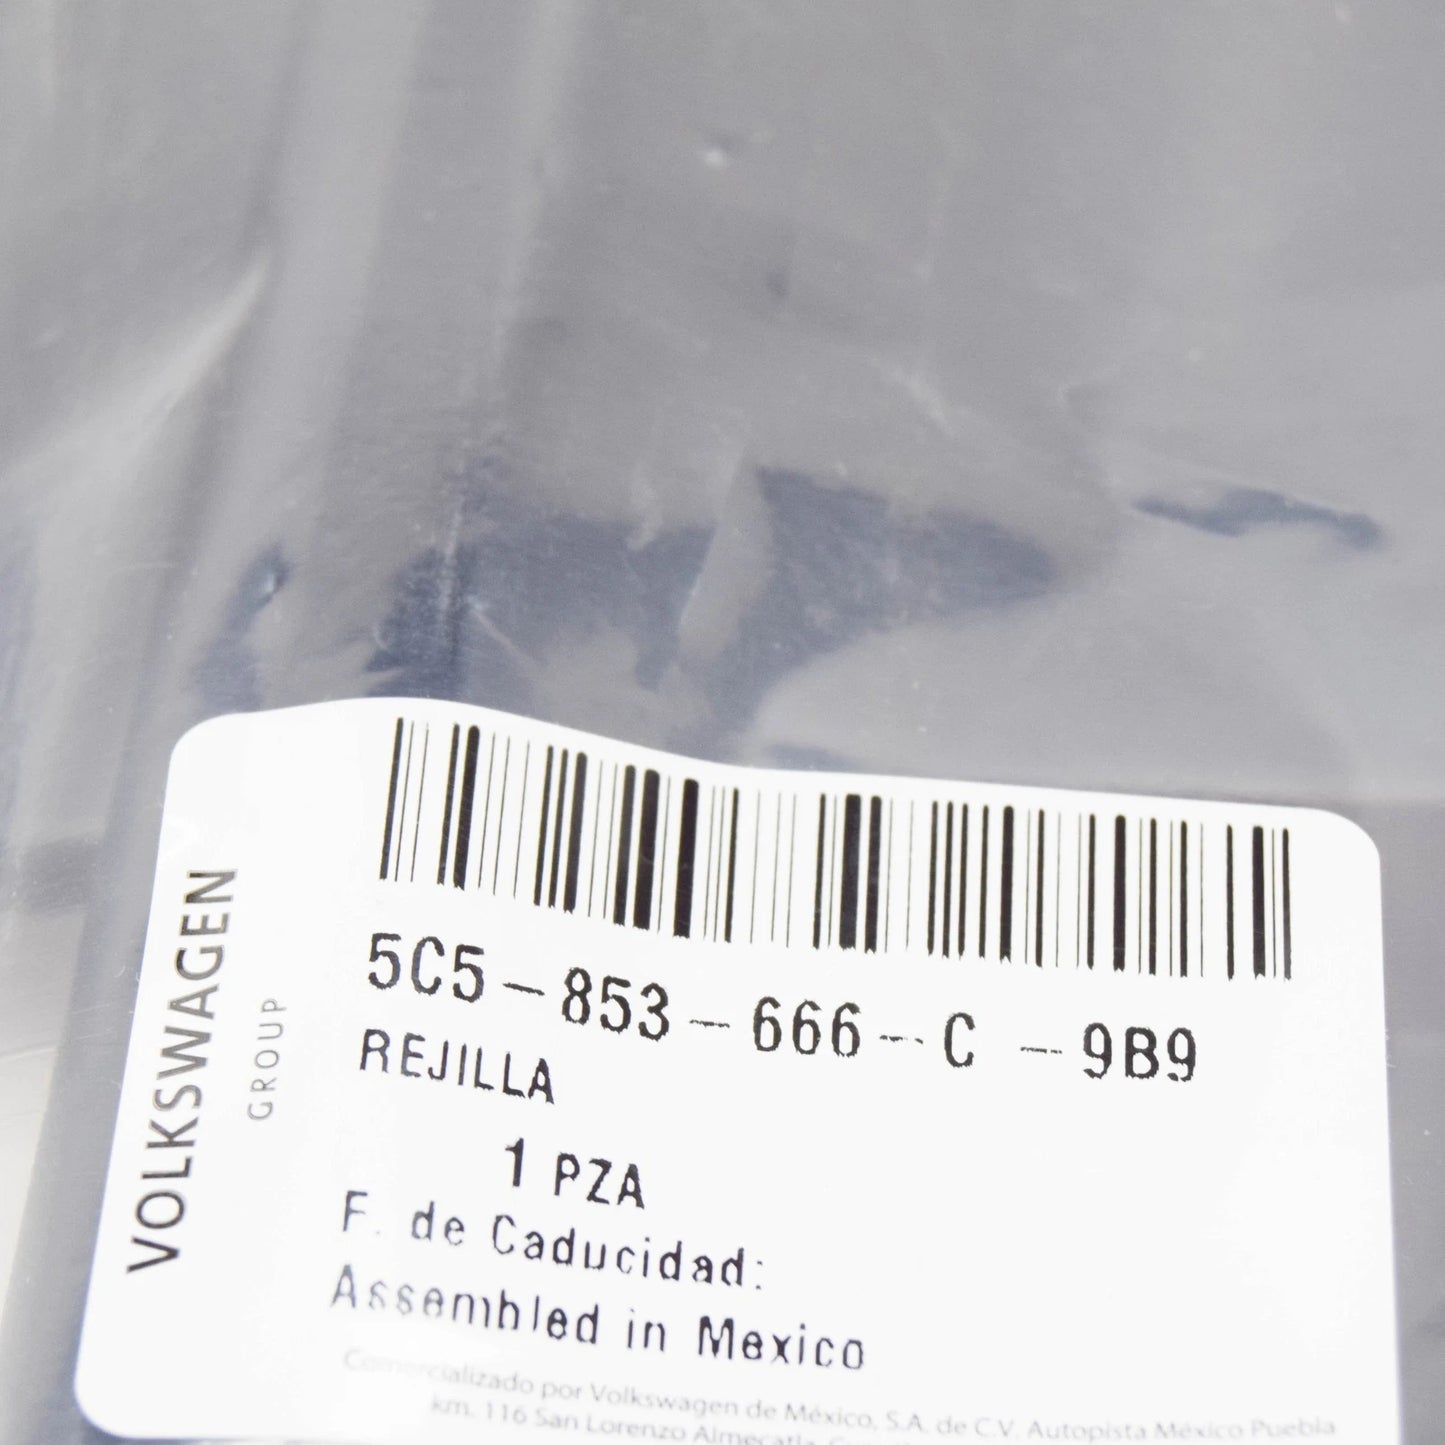 VOLKSWAGEN
GROUP
5C5-853-666-C -9B9
REJILLA
1 PZA
F. de Caducidad:
Assembled in Mexico
Comercializado por Volkswagen de México, S.A. de C.V. Autopista México Puebla
km. 116 San Lorenzo Almecatla,